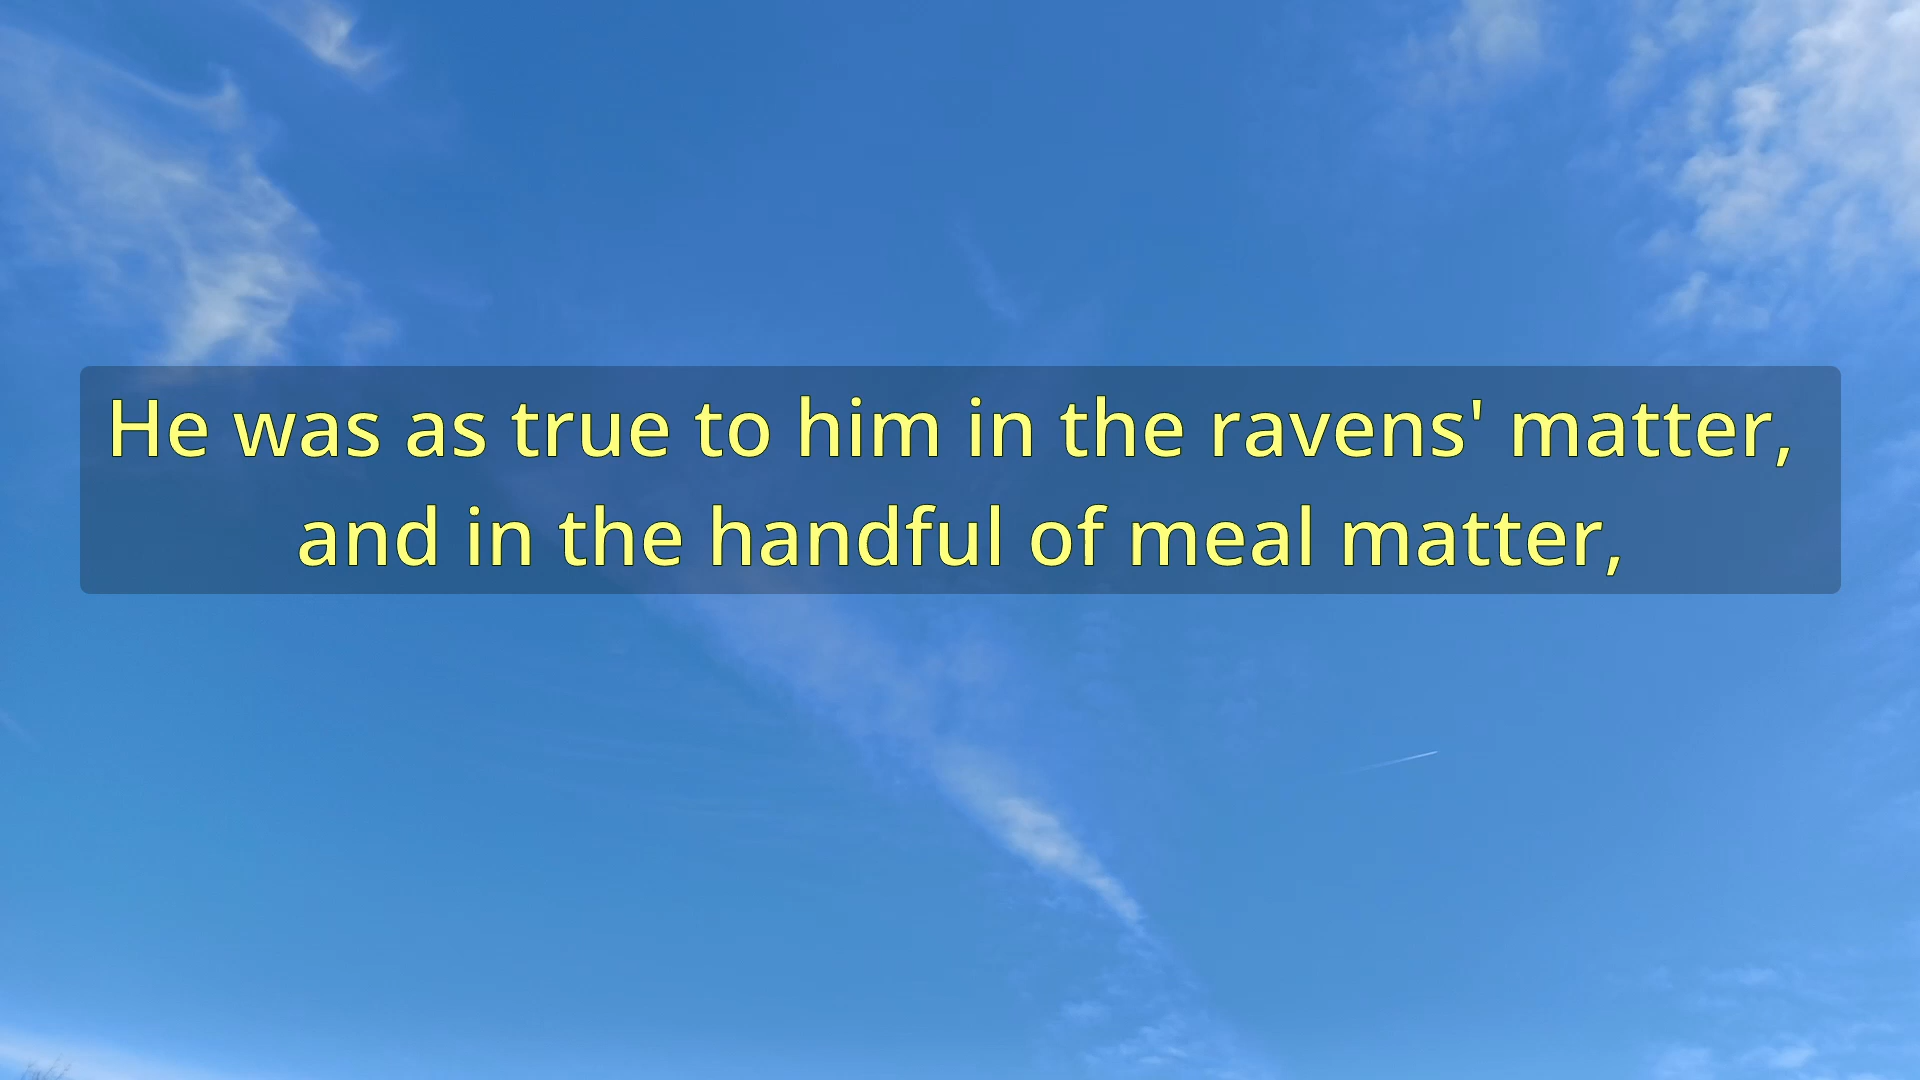 He was as true to him in the ravens' matter,
and in the handful of meal matter,